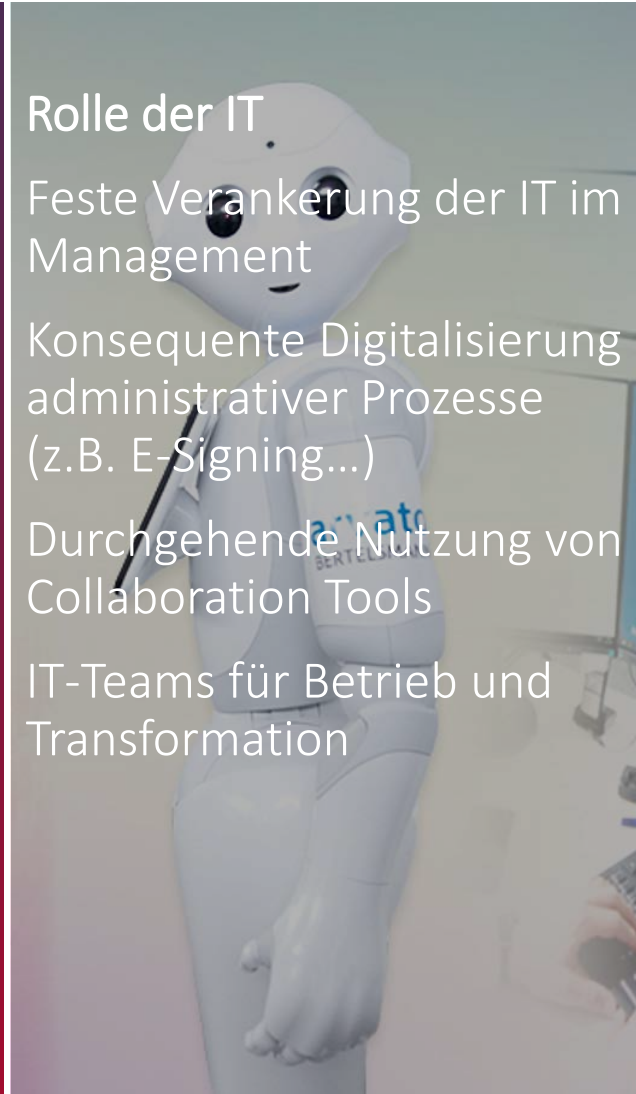 Rolle der IT
Feste Verankerung der IT im
Management
Konsequente Digitalisierung
administrativer Prozesse
(z.B. E-Signing...)
Durchgehende Nutzung von
Collaboration Tools
IT-Teams für Betrieb und
Transformation